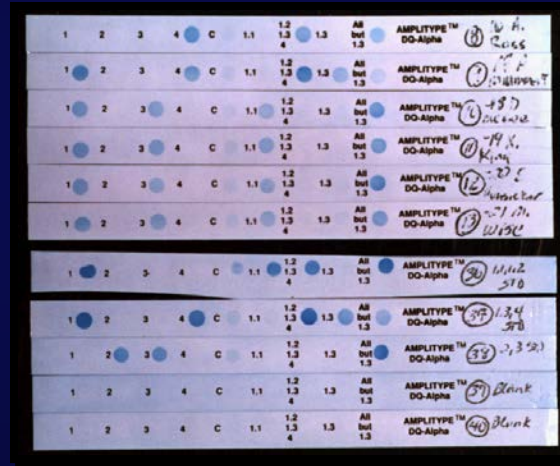 1.2 All AMPLITYPE™
1 2 3 4 C 1.1 1.3 1.3 but DQ-Alpha 8 Ross
4 1.3
1.2 All AMPLITYPE™
1 2 3 4 C 1.1 1.3 1.3 but DQ-Alpha
4 1.3
1.2 All AMPLITYPE™
1 2 3 4 C 1.1 1.3 1.3 but DQ-Alpha
4 1.3
1.2 All AMPLITYPE™
1 2 3 4 C 1.1 1.3 1.3 but DQ-Alpha 11 King
4 1.3
1.2 All AMPLITYPE™
1 2 3 4 C 1.1 1.3 1.3 but DQ-Alpha 12
4 1.3
1.2 All AMPLITYPE™
1 2 3 4 C 1.1 1.3 1.3 but DQ-Alpha 13 Wise
4 1.3
1.2 All AMPLITYPE™
1 2 3 4 C 1.1 1.3 1.3 but DQ-Alpha 36 STD
4 1.3
1.2 All AMPLITYPE™ 1.3,4
1 2 3 4 C 1.1 1.3 1.3 but DQ-Alpha 37 STD
4 1.3
1.2 All AMPLITYPE™
1 2 3 4 C 1.1 1.3 1.3 but DQ-Alpha 38
4 1.3
1.2 All AMPLITYPE™
1 2 3 4 C 1.1 1.3 1.3 but DQ-Alpha 39 Blank
4 1.3
1.2 All AMPLITYPE™
1 2 3 4 C 1.1 1.3 1.3 but DQ-Alpha 40 Blank
4 1.3